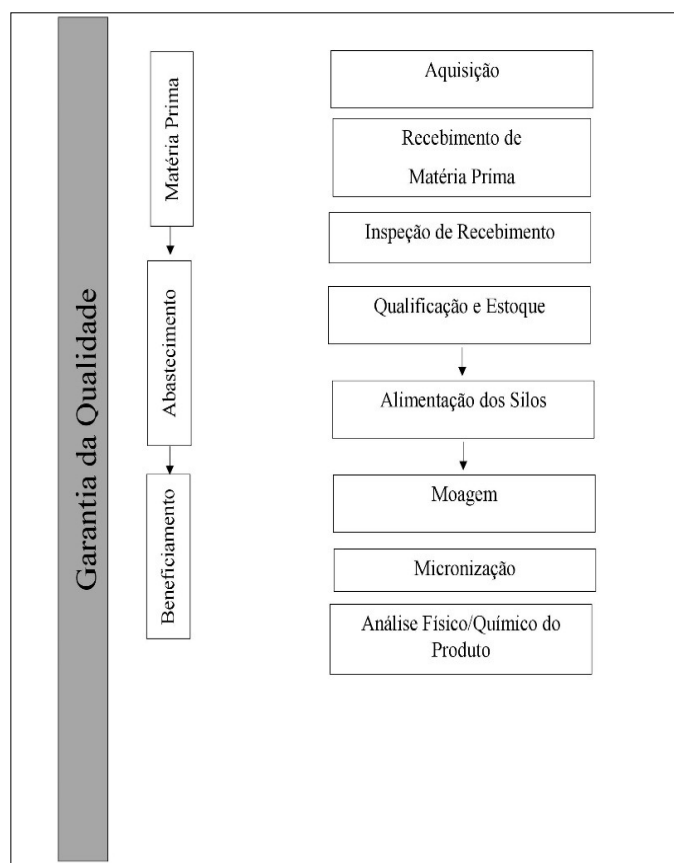 Garantia da Qualidade
Matéria Prima
Abastecimento
Beneficiamento
Aquisição
Recebimento de
Matéria Prima
Inspeção de Recebimento
Qualificação e Estoque
Alimentação dos Silos
Moagem
Micronização
Análise Físico/Químico do
Produto